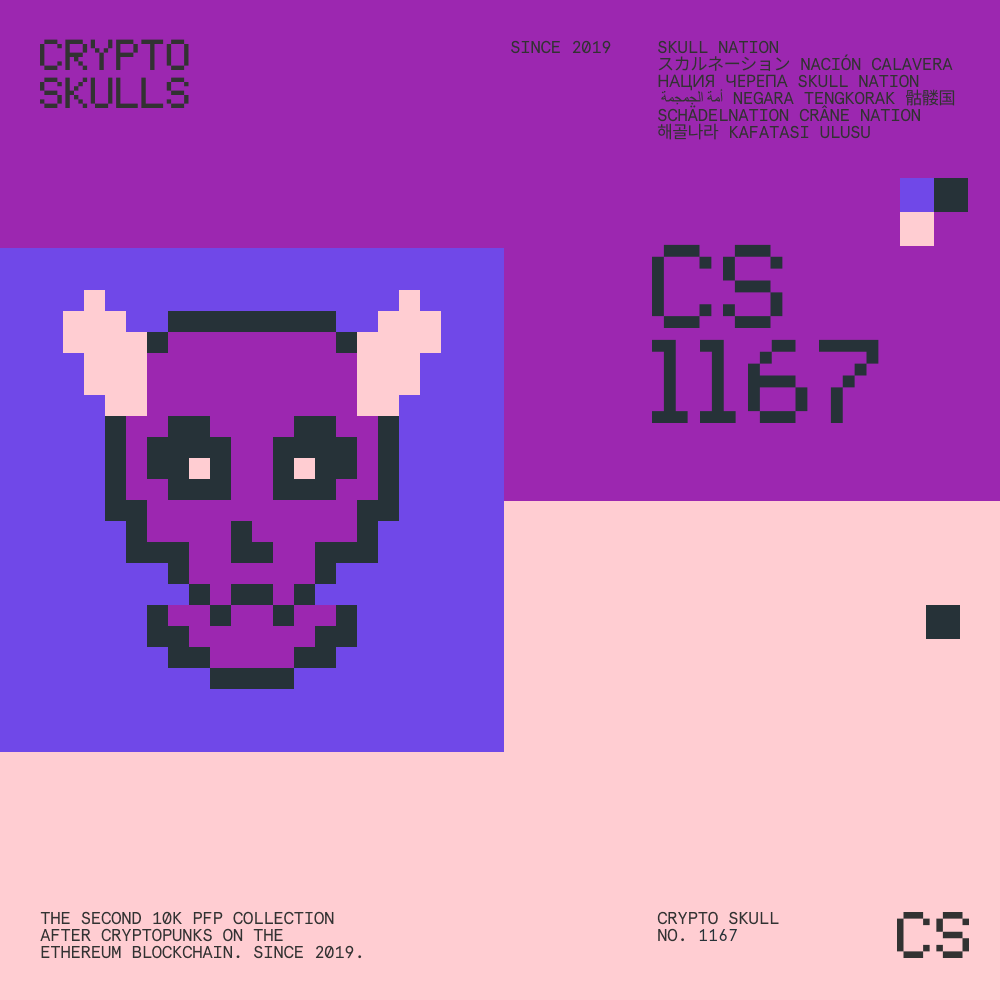 CRYPTO
SKULLS
SINCE 2019
SKULL NATION
スカルネーション NACIÓN CALAVERA
НАЦИЯ ЧЕРЕПА SKULL NATION
أمة الجمجمة NEGARA TENGKORAK 骷髅国
SCHÄDELNATION CRÂNE NATION
해골나라 KAFATASI ULUSU
CS
1167
THE SECOND 10K PFP COLLECTION
AFTER CRYPTOPUNKS ON THE
ETHEREUM BLOCKCHAIN. SINCE 2019.
CRYPTO SKULL
NO. 1167
CS